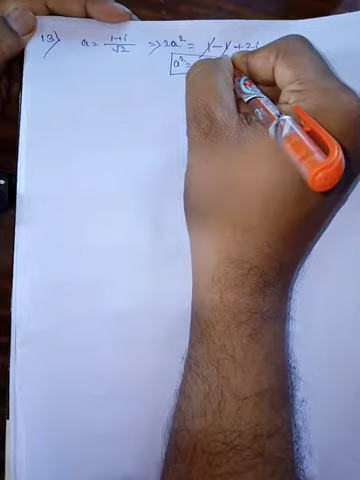 13) a = 1+i/√2 ⇒ 2a² = 1 - 1 + 2i
a² =